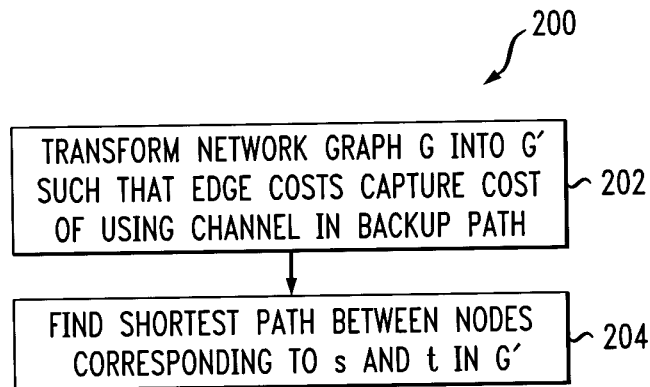 200
TRANSFORM NETWORK GRAPH G INTO G′
SUCH THAT EDGE COSTS CAPTURE COST
OF USING CHANNEL IN BACKUP PATH
202
FIND SHORTEST PATH BETWEEN NODES
CORRESPONDING TO s AND t IN G′
204